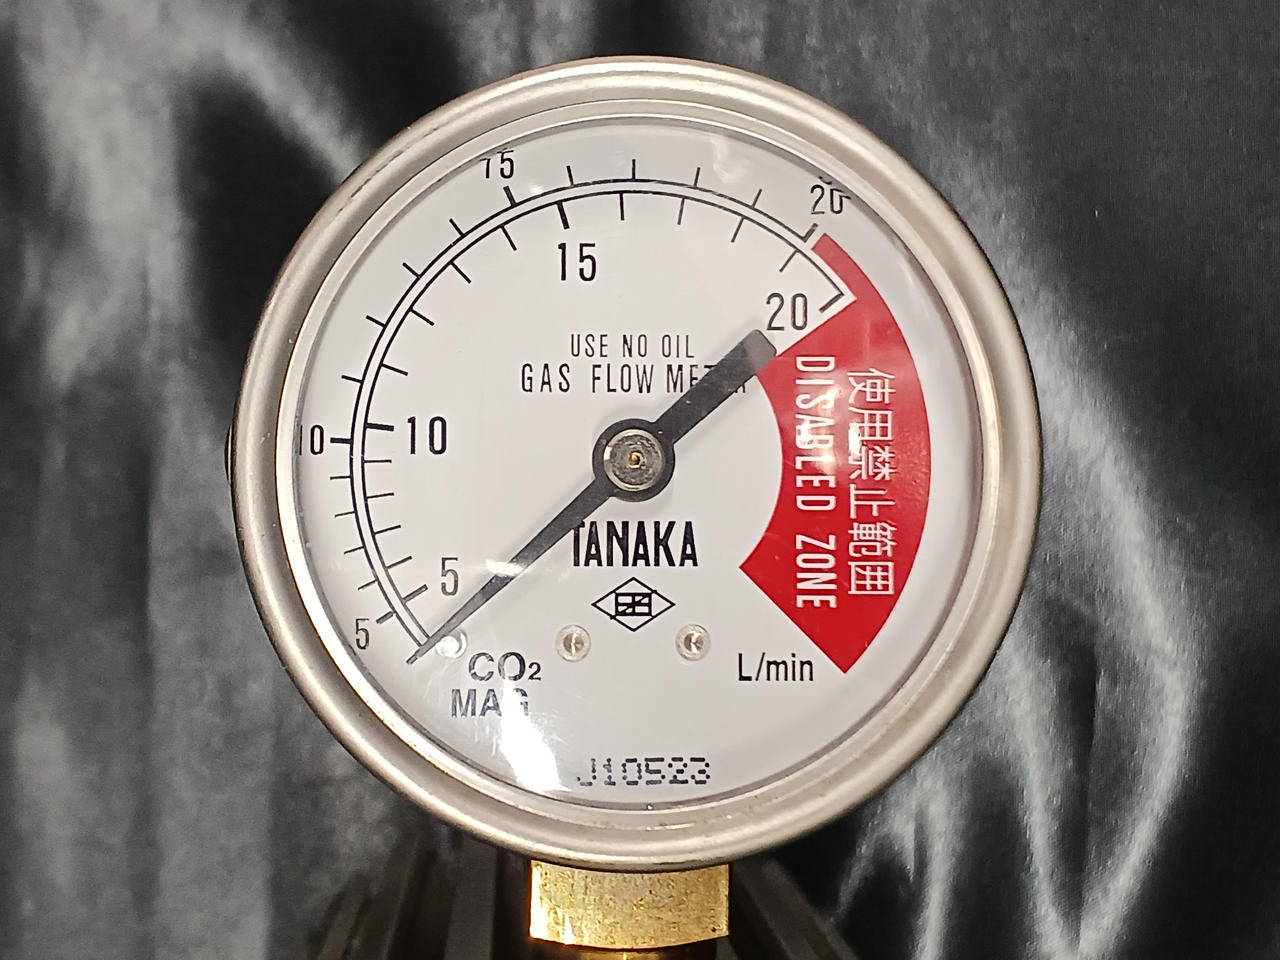 15
20
15
20
USE NO OIL
GAS FLOW METER
10
10
使用禁止範囲
DISABLED ZONE
TANAKA
5
5
CO₂
MAG
L/min
J10523